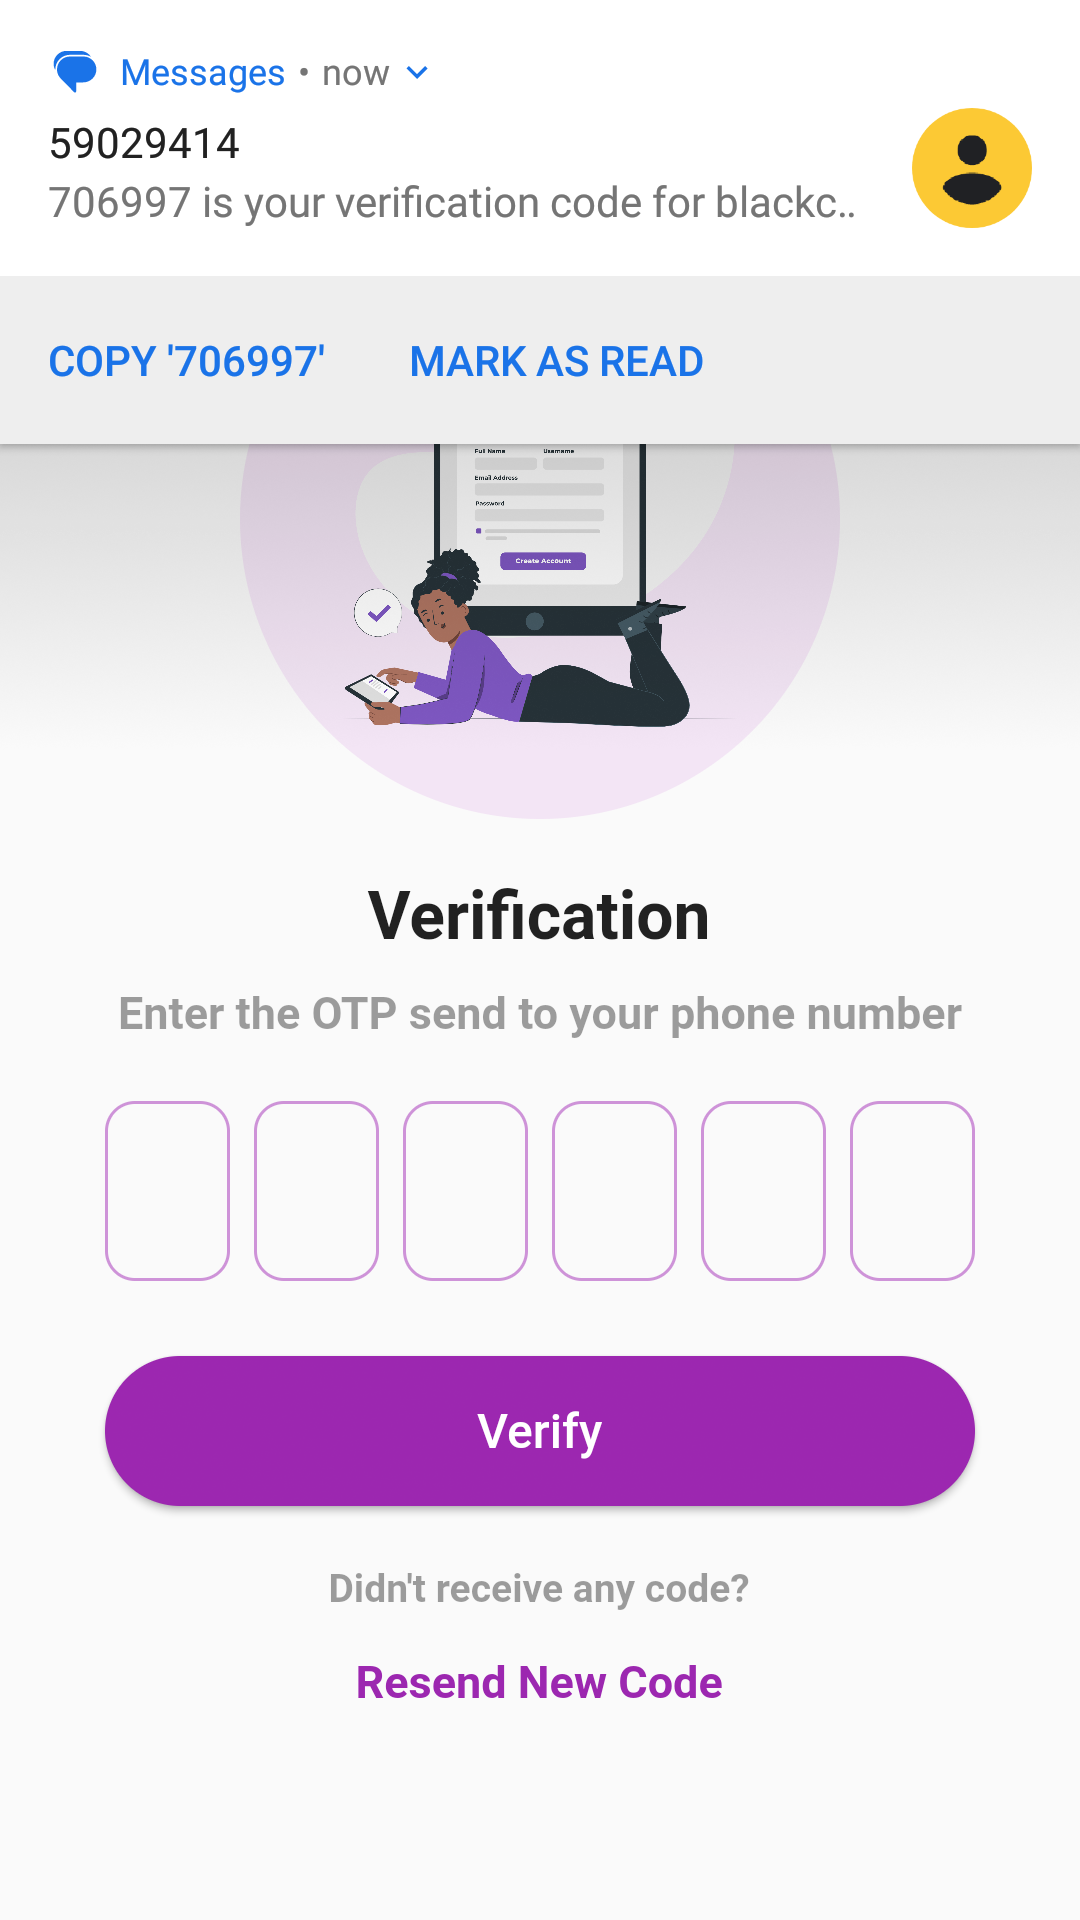 Messages • now
59029414
706997 is your verification code for blackc..
COPY '706997' MARK AS READ
Full Name Username
Email Address
Password
Create Account
Verification
Enter the OTP send to your phone number
Verify
Didn't receive any code?
Resend New Code